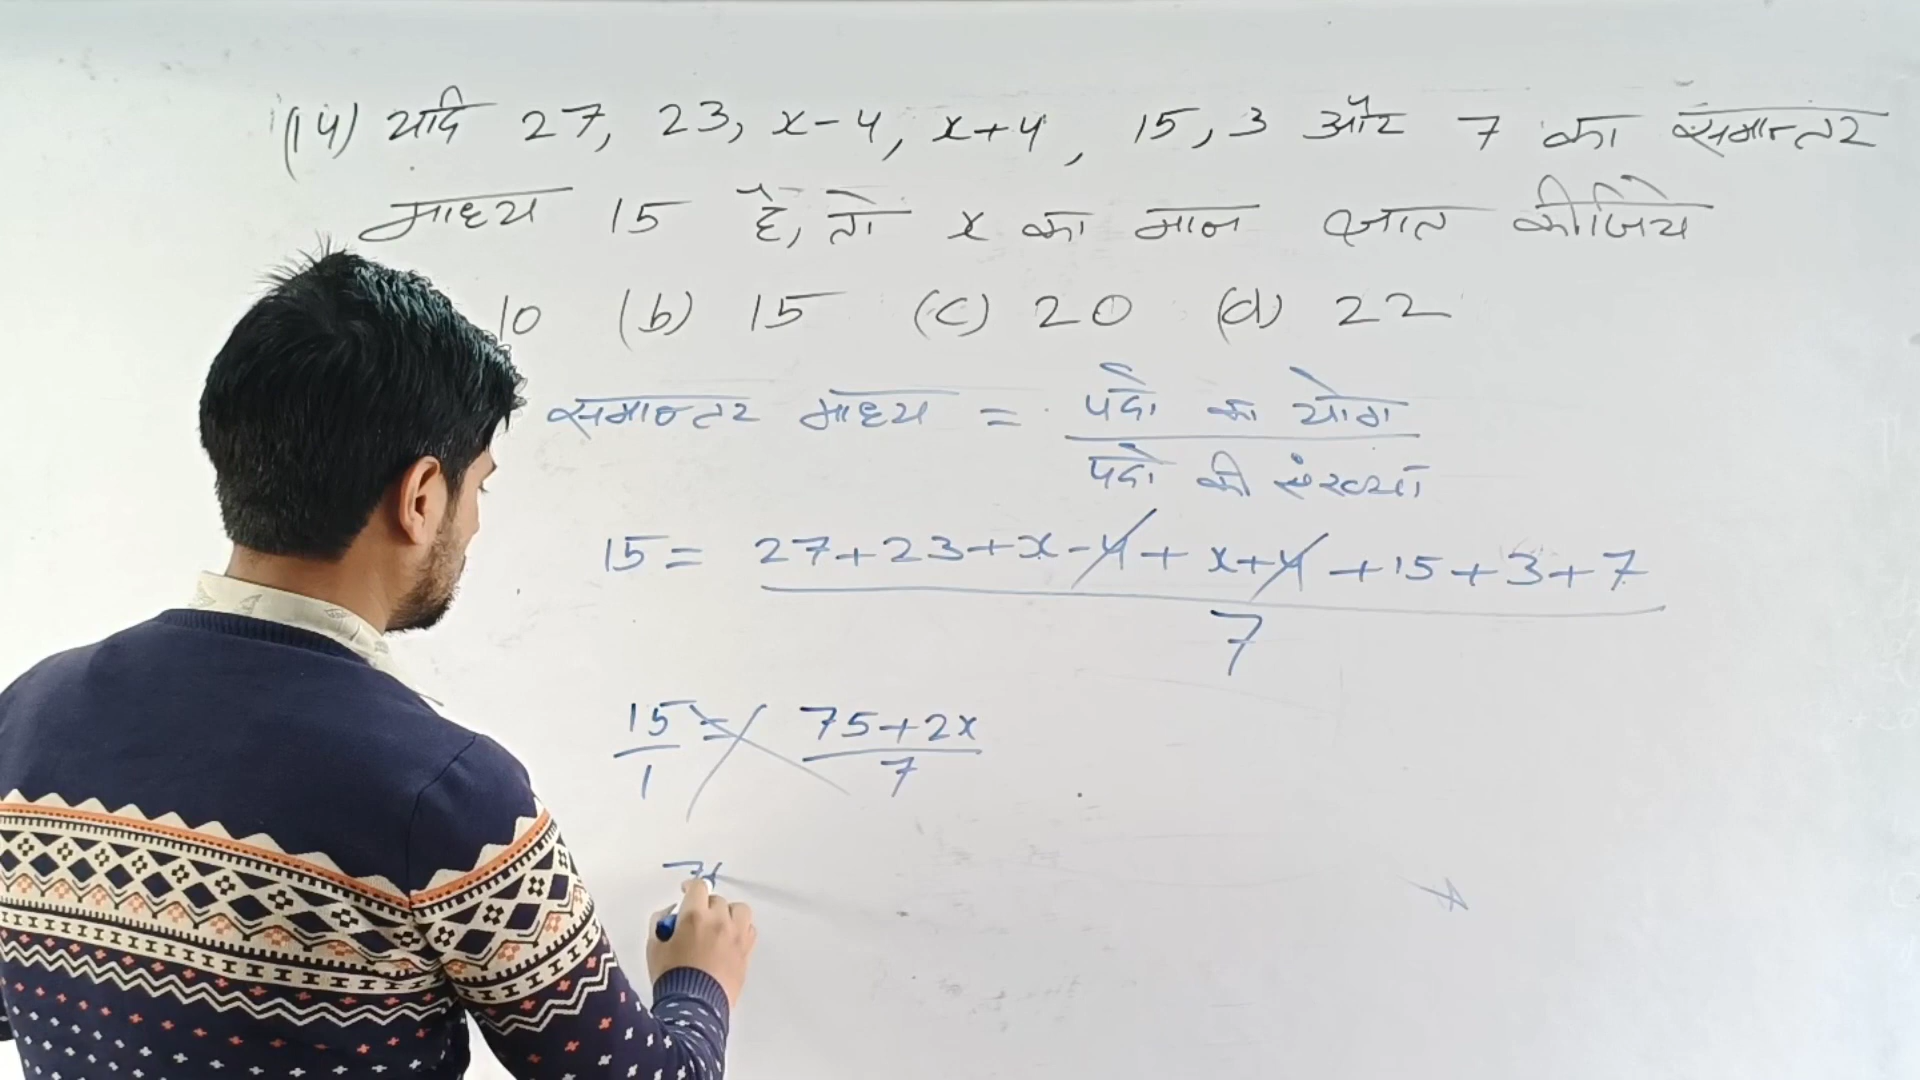 (14) यदि 27, 23, x-4, x+4, 15, 3 और 7 का समान्तर
माध्य 15 है, तो x का मान ज्ञात कीजिये
10 (b) 15 (c) 20 (d) 22
समान्तर माध्य = पदों का योग / पदों की संख्या
15 = 27+23+x-4+x+4+15+3+7 / 7
15/1 = 75+2x / 7
75